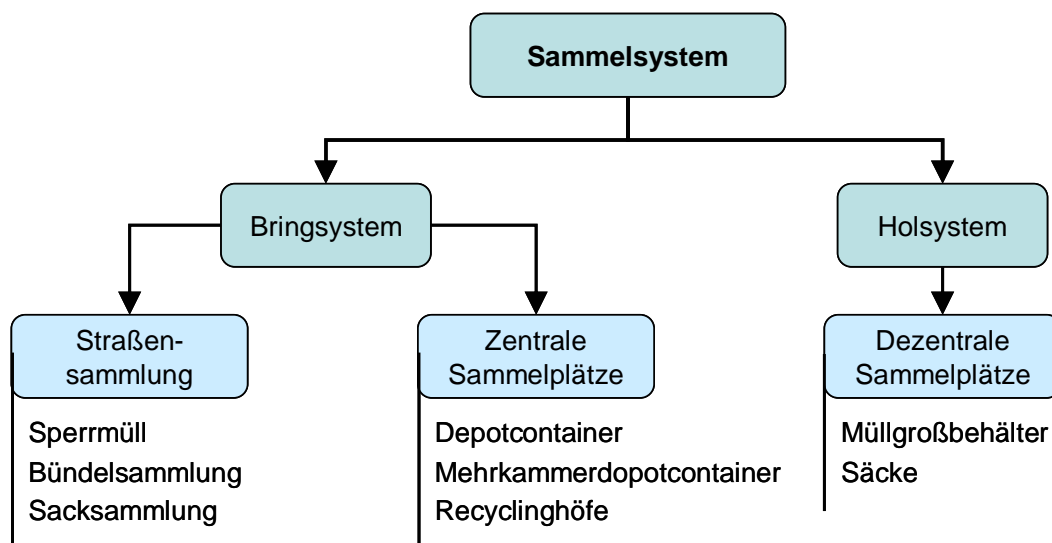 Sammelsystem
Bringsystem
Holsystem
Straßen-
sammlung
Sperrmüll
Bündelsammlung
Sacksammlung
Zentrale
Sammelplätze
Depotcontainer
Mehrkammerdopotcontainer
Recyclinghöfe
Dezentrale
Sammelplätze
Müllgroßbehälter
Säcke